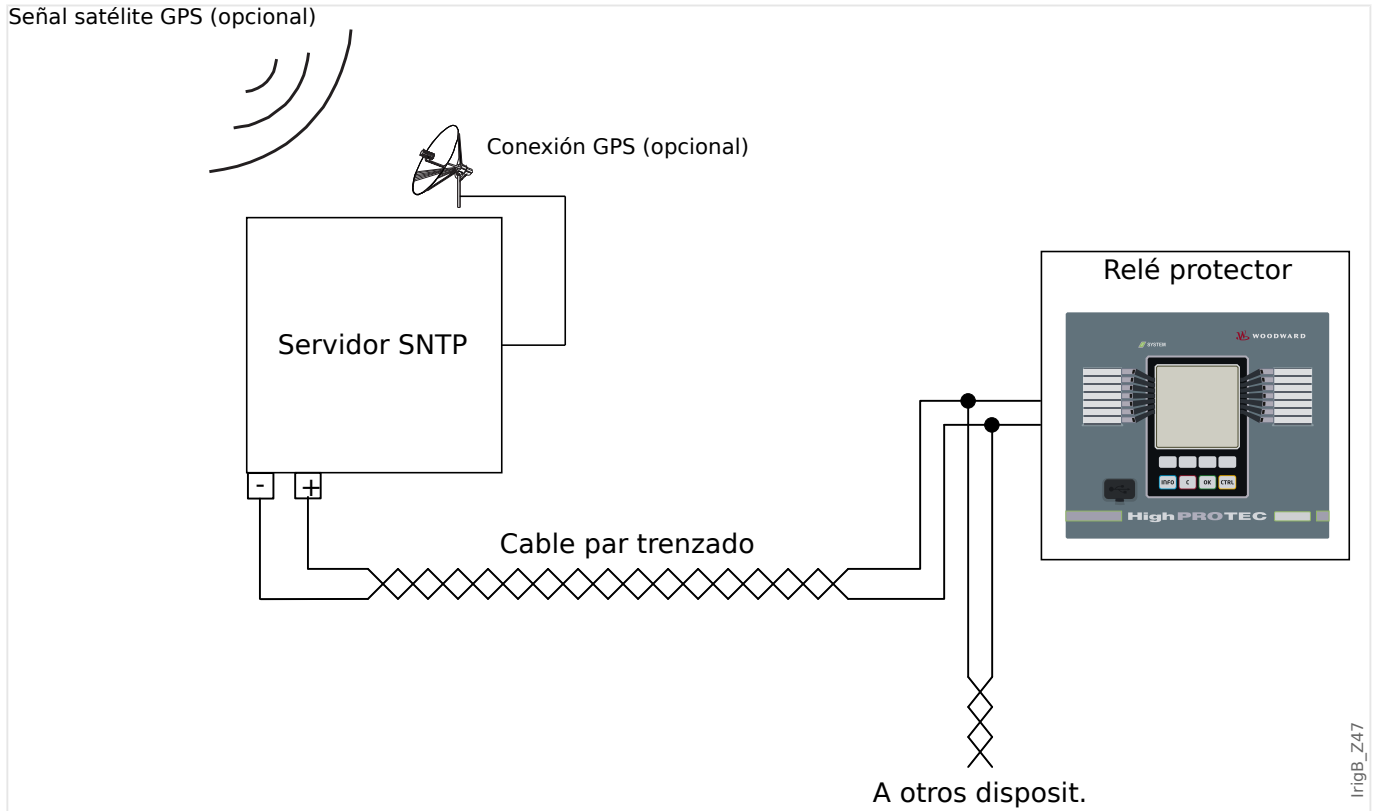 Señal satélite GPS (opcional)
Conexión GPS (opcional)
Servidor SNTP
Relé protector
WOODWARD
SYSTEM
INFO
C
OK
CTRL
HighPROTEC
-
+
Cable par trenzado
A otros disposit.
IrigB_Z47